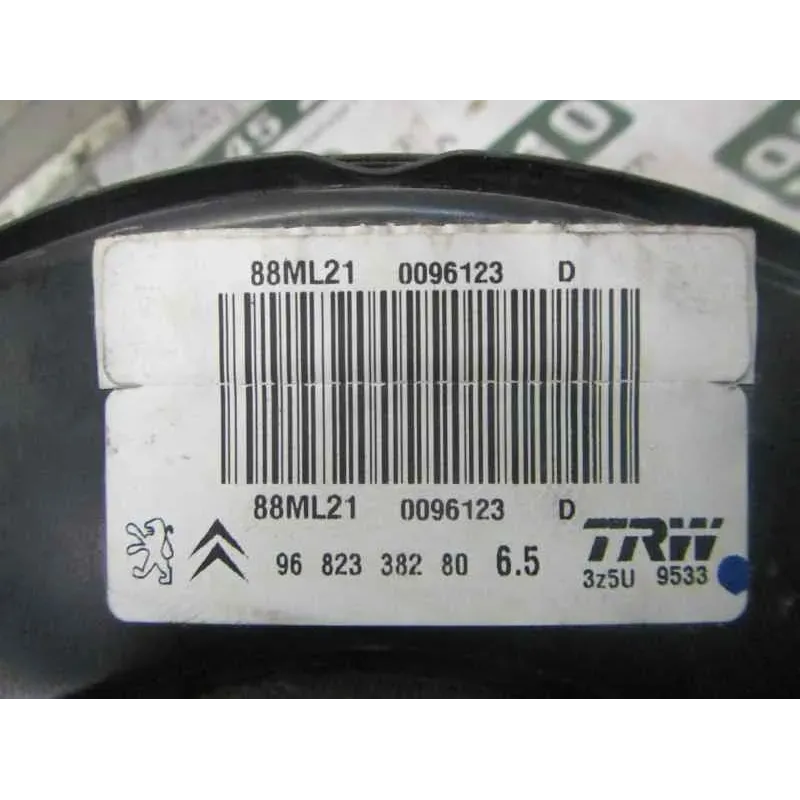 88ML21 0096123 D
88ML21 0096123 D
96 823 382 80 6.5
TRW
3z5U 9533